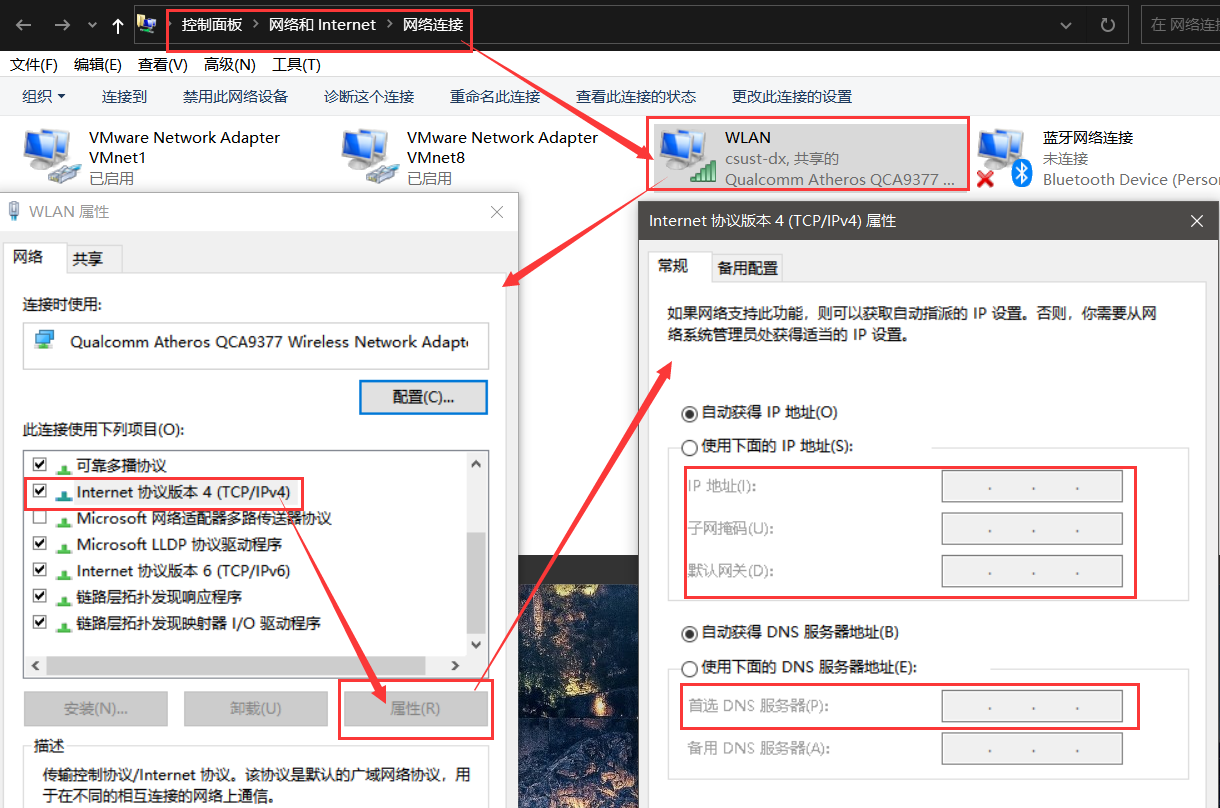 控制面板 > 网络和 Internet > 网络连接
在 网络连接
文件(F) 编辑(E) 查看(V) 高级(N) 工具(T)
组织 连接到 禁用此网络设备 诊断这个连接 重命名此连接 查看此连接的状态 更改此连接的设置
VMware Network Adapter
VMnet1
已启用
VMware Network Adapter
VMnet8
已启用
WLAN
csust-dx, 共享的
Qualcomm Atheros QCA9377 ...
蓝牙网络连接
未连接
Bluetooth Device (Perso
WLAN 属性
网络 共享
连接时使用:
Qualcomm Atheros QCA9377 Wireless Network Adapt
配置(C)...
此连接使用下列项目(O):
可靠多播协议
Internet 协议版本 4 (TCP/IPv4)
Microsoft 网络适配器多路传送器协议
Microsoft LLDP 协议驱动程序
Internet 协议版本 6 (TCP/IPv6)
链路层拓扑发现响应程序
链路层拓扑发现映射器 I/O 驱动程序
安装(N)... 卸载(U) 属性(R)
描述
传输控制协议/Internet 协议。该协议是默认的广域网络协议，用
于在不同的相互连接的网络上通信。
Internet 协议版本 4 (TCP/IPv4) 属性
常规 备用配置
如果网络支持此功能，则可以获取自动指派的 IP 设置。否则，你需要从网
络系统管理员处获得适当的 IP 设置。
自动获得 IP 地址(O)
使用下面的 IP 地址(S):
IP 地址(I):
子网掩码(U):
默认网关(D):
自动获得 DNS 服务器地址(B)
使用下面的 DNS 服务器地址(E):
首选 DNS 服务器(P):
备用 DNS 服务器(A):